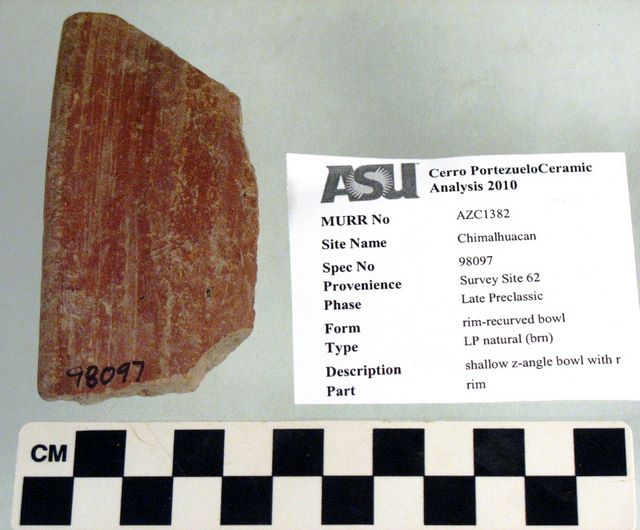 98097
ASU Cerro PortezueloCeramic
Analysis 2010
MURR No AZC1382
Site Name Chimalhuacan
Spec No 98097
Provenience Survey Site 62
Phase Late Preclassic
Form rim-recurved bowl
Type LP natural (brn)
Description shallow z-angle bowl with r
Part rim
CM